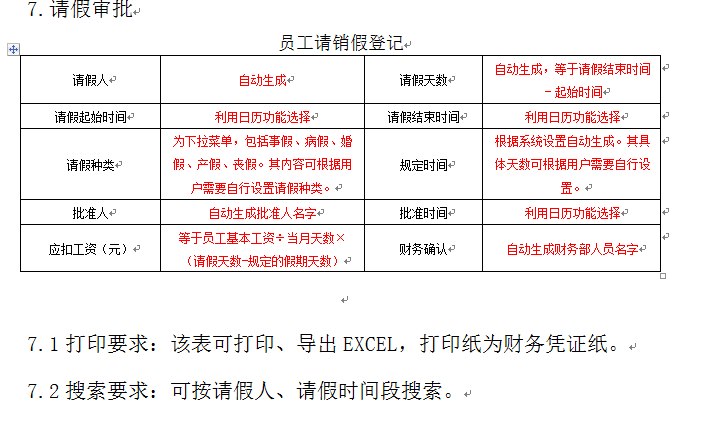 7.请假审批
员工请销假登记
请假人 自动生成 请假天数 自动生成，等于请假结束时间
-起始时间
请假起始时间 利用日历功能选择 请假结束时间 利用日历功能选择
请假种类 为下拉菜单，包括事假、病假、婚
假、产假、丧假。其内容可根据用
户需要自行设置请假种类。
规定时间 根据系统设置自动生成。其具
体天数可根据用户需要自行设
置。
批准人 自动生成批准人名字 批准时间 利用日历功能选择
应扣工资（元） 等于员工基本工资÷当月天数×
（请假天数-规定的假期天数）
财务确认 自动生成财务部人员名字
7.1 打印要求：该表可打印、导出 EXCEL，打印纸为财务凭证纸。
7.2 搜索要求：可按请假人、请假时间段搜索。